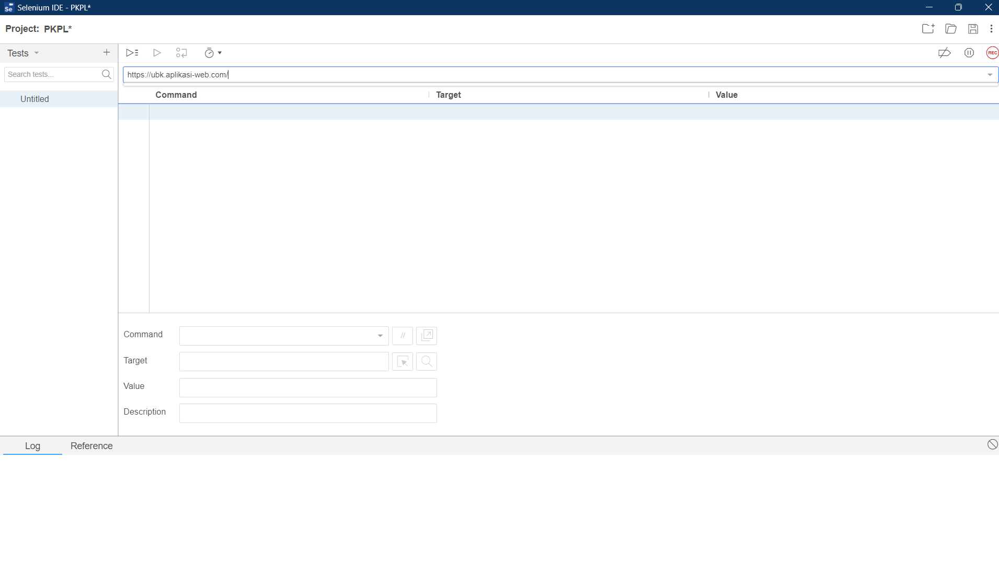 Se Selenium IDE - PKPL*
Project: PKPL*
Tests
REC
Search tests...
https://ubk.aplikasi-web.com/
Command Target Value
Untitled
Command
//
Target
Value
Description
Log Reference